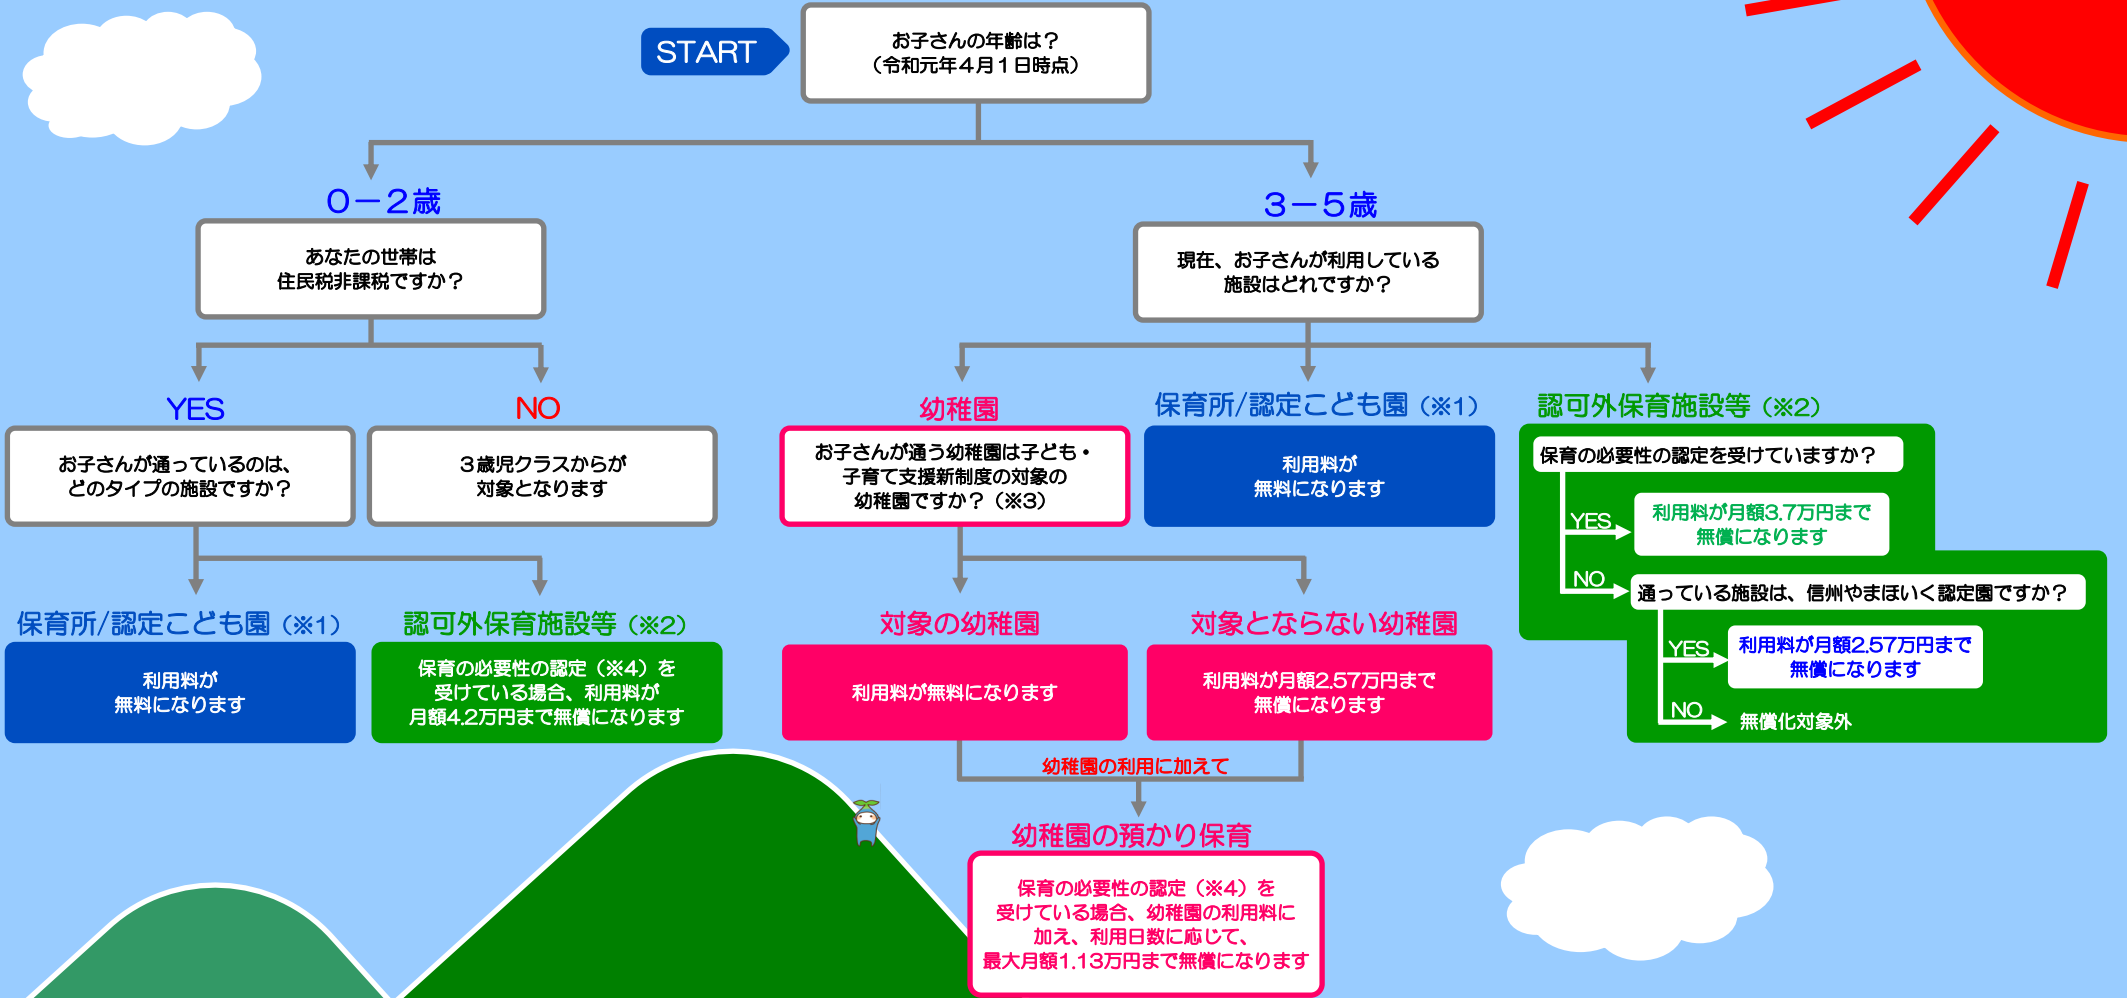 START
お子さんの年齢は？
（令和元年４月１日時点）
０－２歳
あなたの世帯は
住民税非課税ですか？
YES
お子さんが通っているのは、
どのタイプの施設ですか？
NO
３歳児クラスからが
対象となります
保育所/認定こども園（※1）
利用料が
無料になります
認可外保育施設等（※2）
保育の必要性の認定（※4）を
受けている場合、利用料が
月額4.2万円まで無償になります
３－５歳
現在、お子さんが利用している
施設はどれですか？
幼稚園
お子さんが通う幼稚園は子ども・
子育て支援新制度の対象の
幼稚園ですか？（※3）
保育所/認定こども園（※1）
利用料が
無料になります
認可外保育施設等（※2）
保育の必要性の認定を受けていますか？
YES
利用料が月額3.7万円まで
無償になります
NO
通っている施設は、信州やまほいく認定園ですか？
YES
利用料が月額2.57万円まで
無償になります
NO
無償化対象外
対象の幼稚園
利用料が無料になります
対象とならない幼稚園
利用料が月額2.57万円まで
無償になります
幼稚園の利用に加えて
幼稚園の預かり保育
保育の必要性の認定（※4）を
受けている場合、幼稚園の利用料に
加え、利用日数に応じて、
最大月額1.13万円まで無償になります